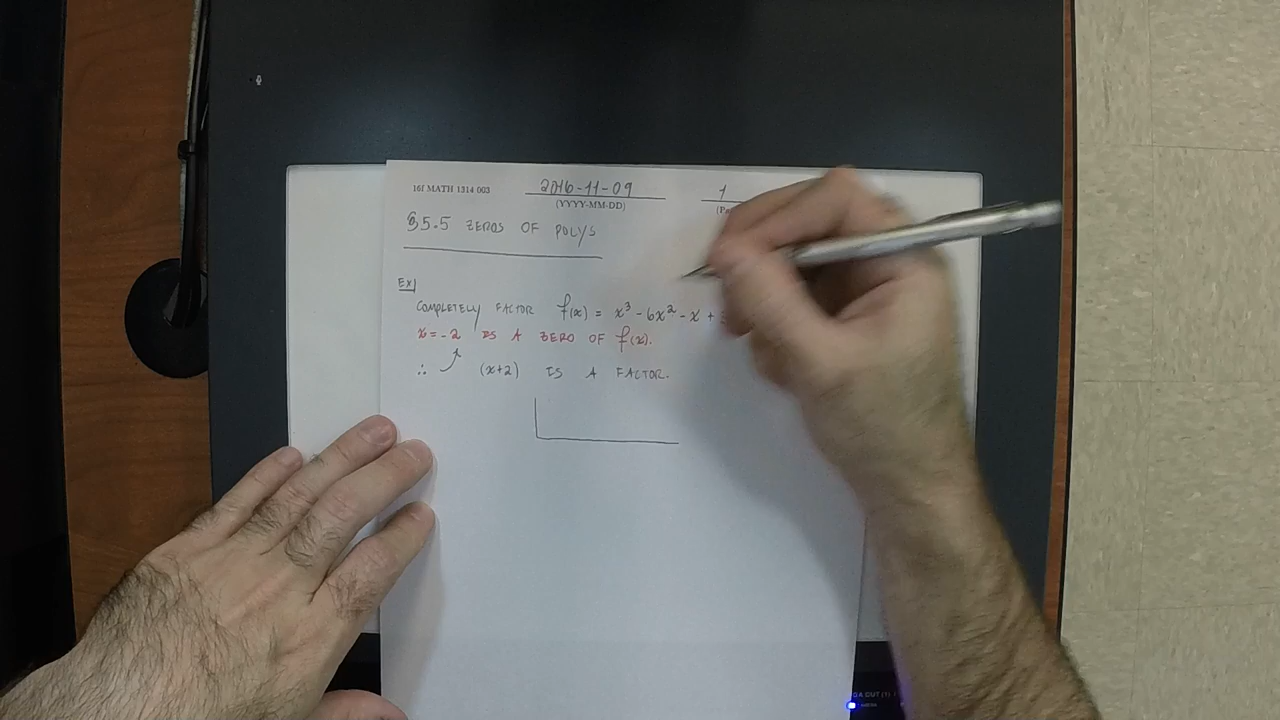 16f MATH 1314 003 2016-11-09 1
(YYYY-MM-DD)
§5.5 ZEROS OF POLYS
EX)
COMPLETELY FACTOR f(x) = x³ - 6x² - x +
x = -2 IS A ZERO OF f(x).
∴ (x+2) IS A FACTOR.